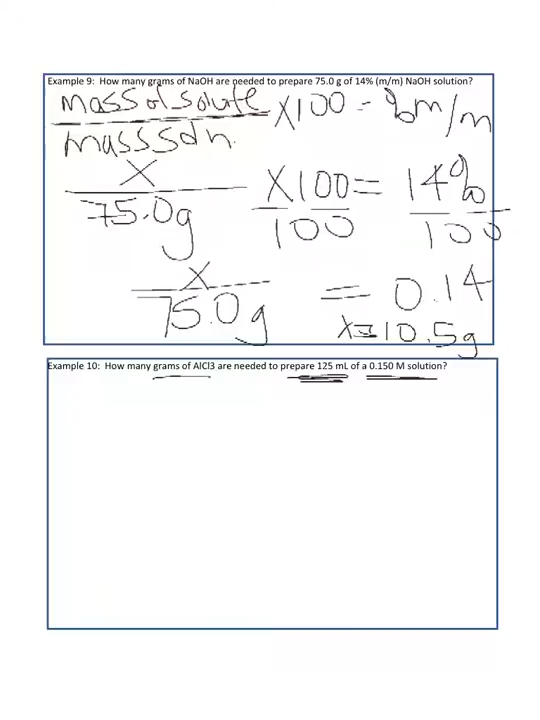 Example 9: How many grams of NaOH are needed to prepare 75.0 g of 14% (m/m) NaOH solution?
mass of solute
x100 = %m/m
mass soln.
X
75.0g
X100 = 14%
100 100
X
75.0g = 0.14
x=10.5g
Example 10: How many grams of AlCl3 are needed to prepare 125 mL of a 0.150 M solution?